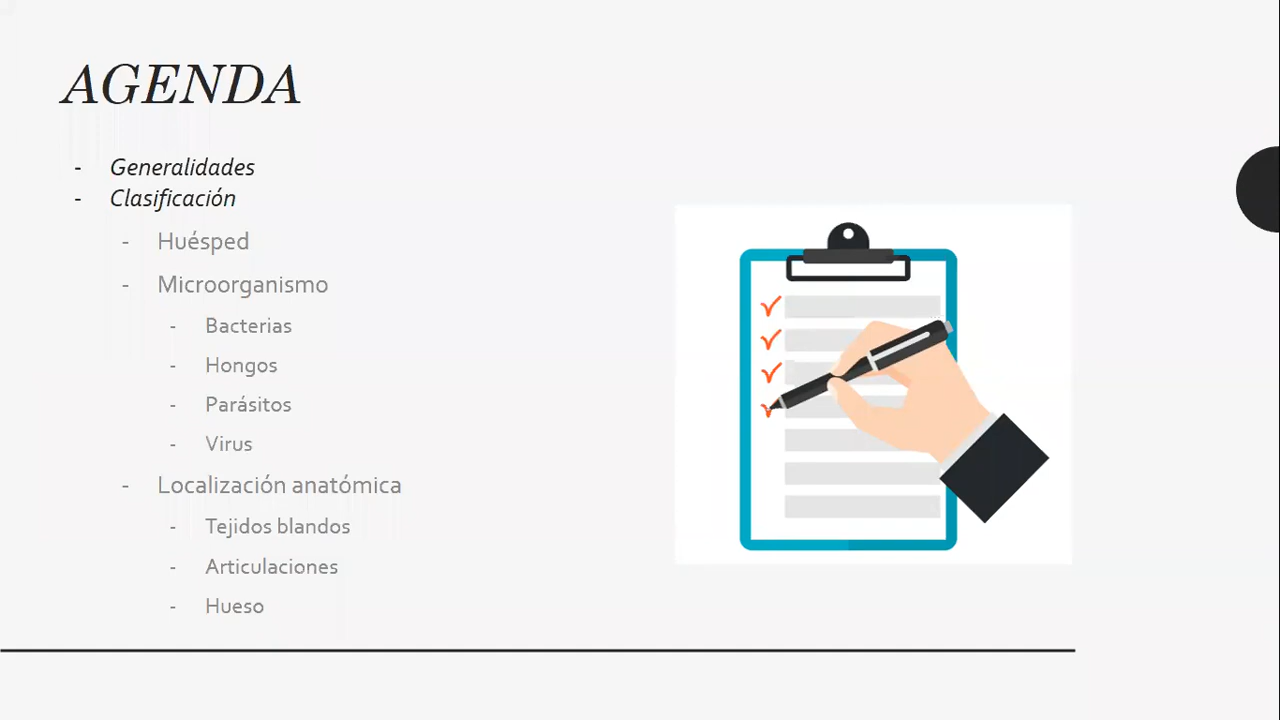 AGENDA
- Generalidades
- Clasificación
- Huésped
- Microorganismo
- Bacterias
- Hongos
- Parásitos
- Virus
- Localización anatómica
- Tejidos blandos
- Articulaciones
- Hueso